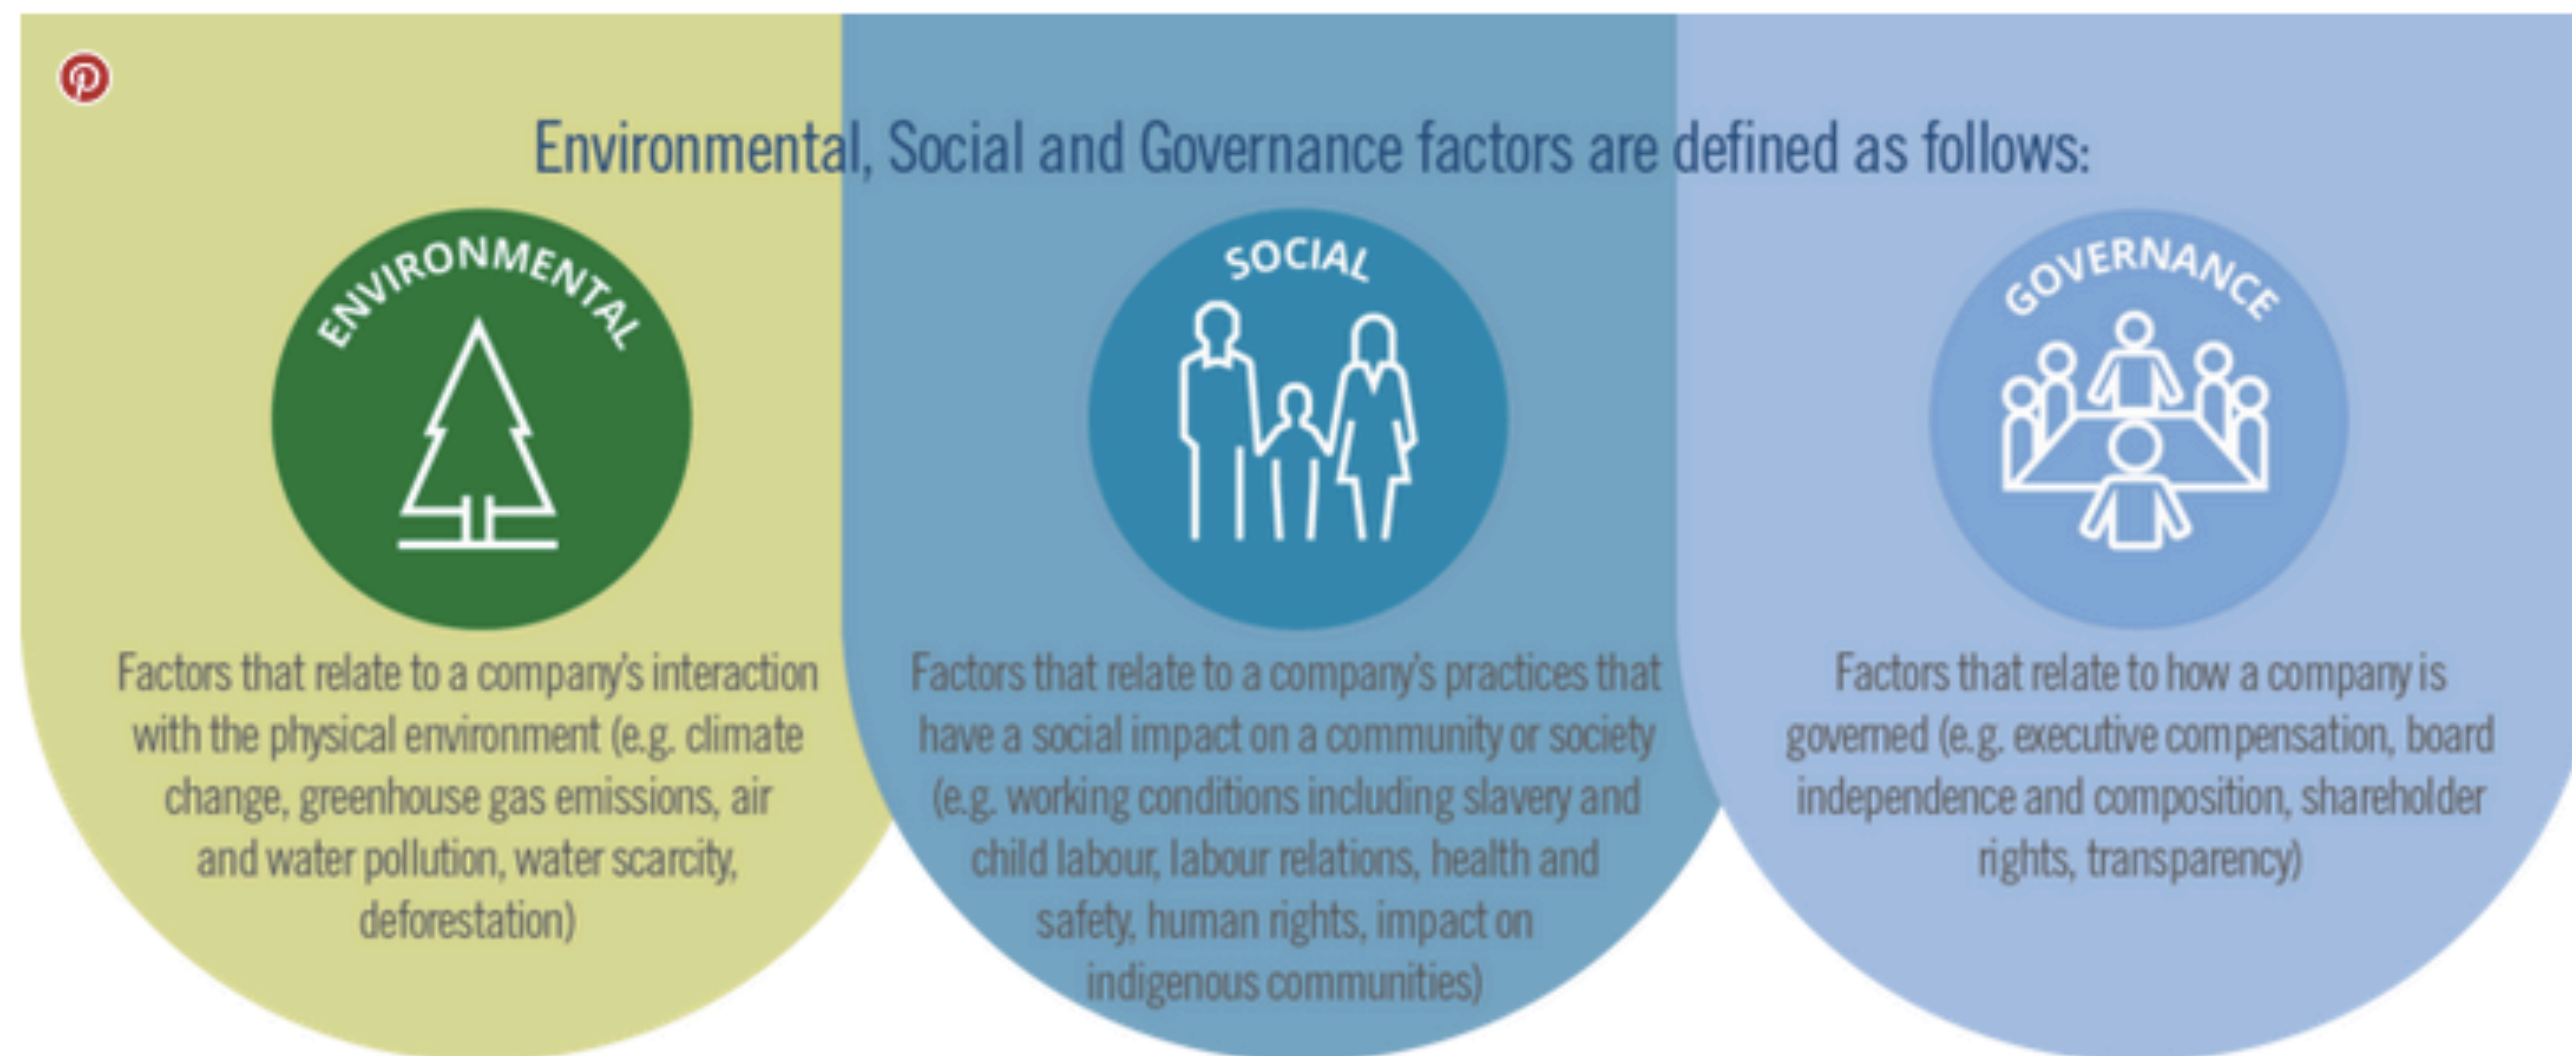 Environmental, Social and Governance factors are defined as follows:
ENVIRONMENTAL
Factors that relate to a company's interaction
with the physical environment (e.g. climate
change, greenhouse gas emissions, air
and water pollution, water scarcity,
deforestation)
SOCIAL
Factors that relate to a company's practices that
have a social impact on a community or society
(e.g. working conditions including slavery and
child labour, labour relations, health and
safety, human rights, impact on
indigenous communities)
GOVERNANCE
Factors that relate to how a company is
governed (e.g. executive compensation, board
independence and composition, shareholder
rights, transparency)